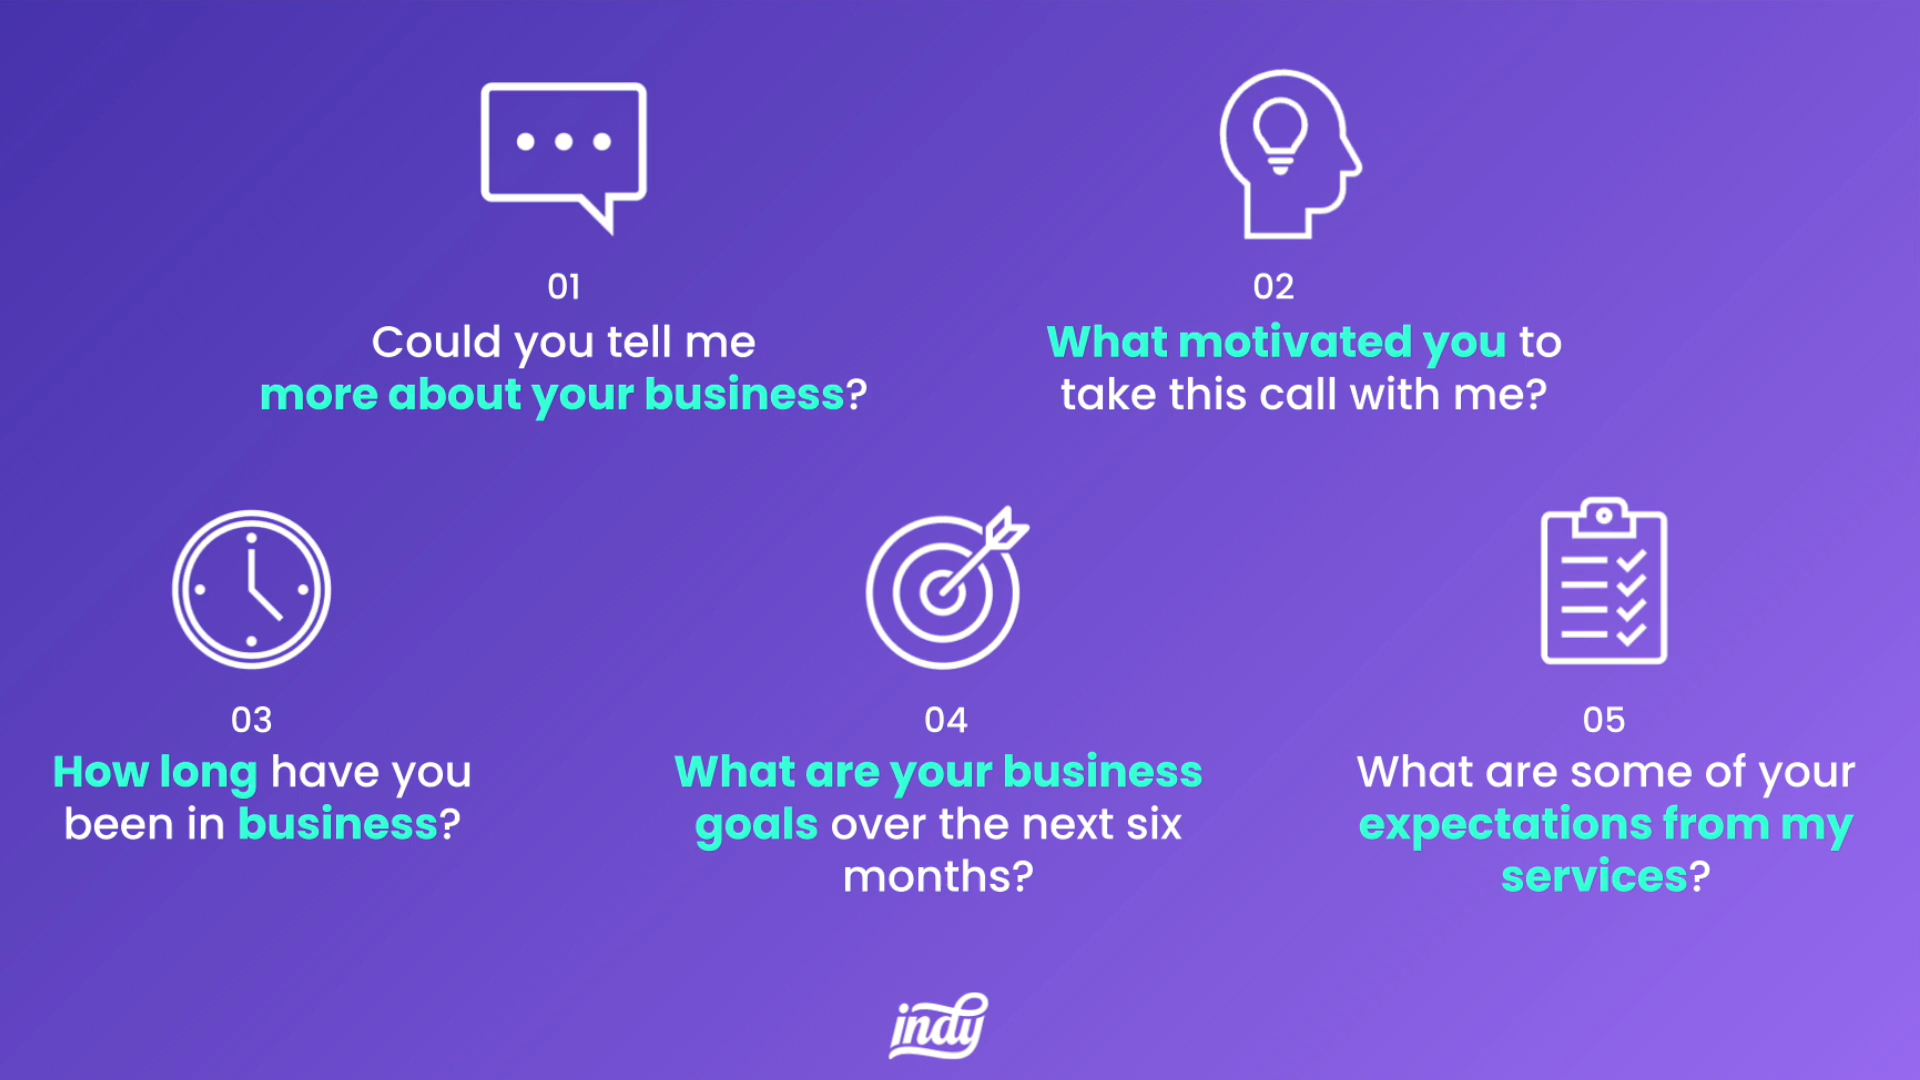 01
Could you tell me
more about your business?
02
What motivated you to
take this call with me?
03
How long have you
been in business?
04
What are your business
goals over the next six
months?
05
What are some of your
expectations from my
services?
indy